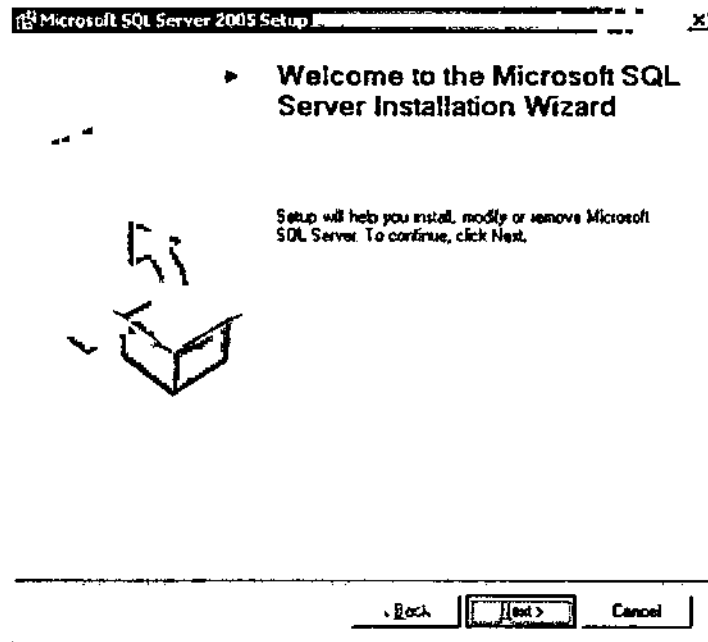 Microsoft SQL Server 2005 Setup
Welcome to the Microsoft SQL
Server Installation Wizard
Setup will help you install, modify or remove Microsoft
SQL Server. To continue, click Next.
Back
Next >
Cancel